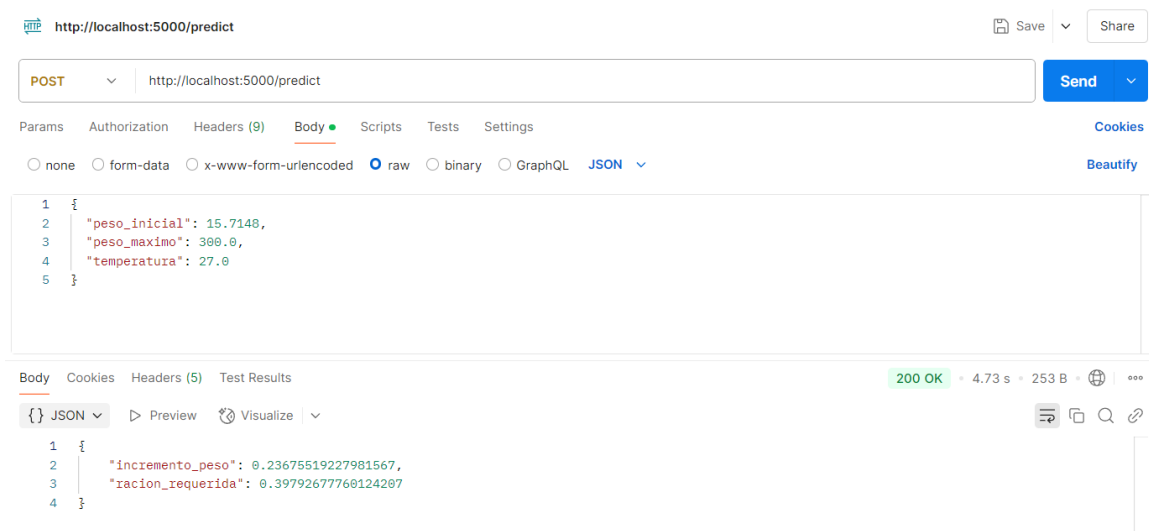 HTTP http://localhost:5000/predict Save Share
POST http://localhost:5000/predict Send
Params Authorization Headers (9) Body Scripts Tests Settings Cookies
none form-data x-www-form-urlencoded raw binary GraphQL JSON Beautify
1 {
2 "peso_inicial": 15.7148,
3 "peso_maximo": 300.0,
4 "temperatura": 27.0
5 }
Body Cookies Headers (5) Test Results 200 OK 4.73 s 253 B
{} JSON Preview Visualize
1 {
2 "incremento_peso": 0.23675519227981567,
3 "racion_requerida": 0.39792677760124207
4 }